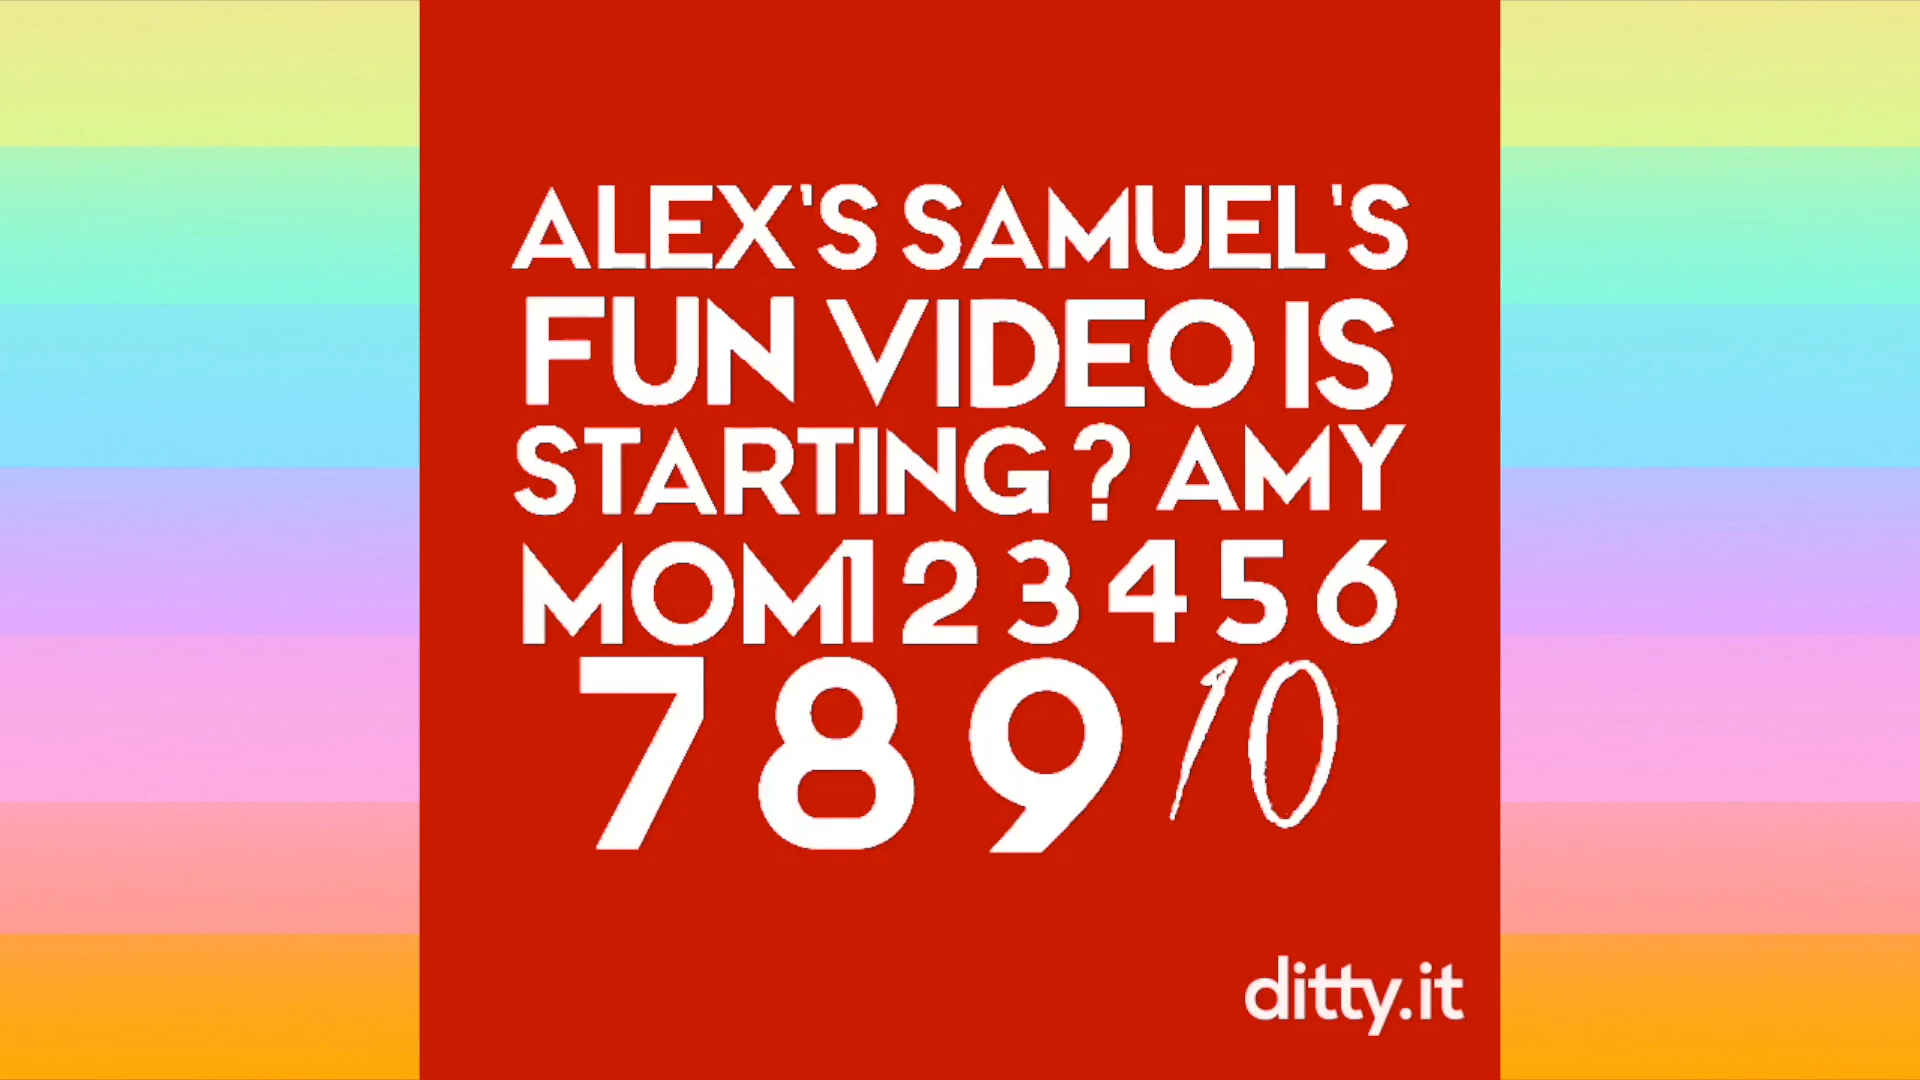 ALEX'S SAMUEL'S
FUN VIDEO IS
STARTING ? AMY
MOM1 2 3 4 5 6
7 8 9 10
ditty.it